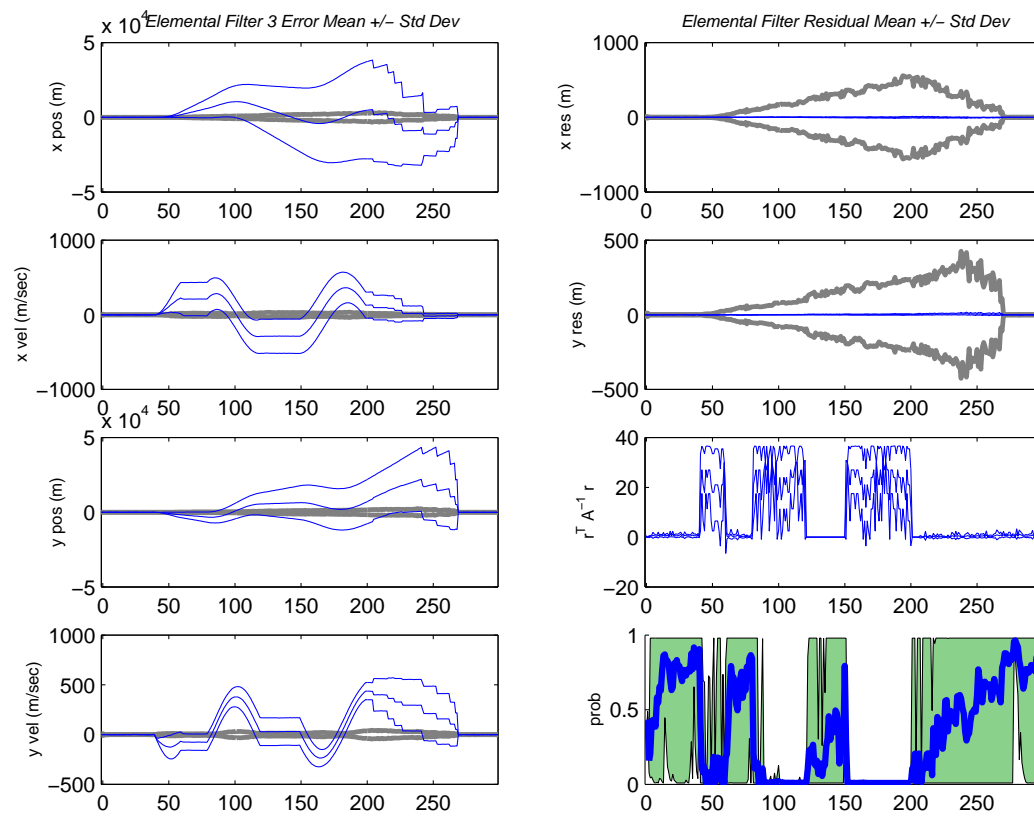 Elemental Filter 3 Error Mean +/− Std Dev
x 10^4
5
0
−5
x pos (m)
0 50 100 150 200 250
1000
0
−1000
x vel (m/sec)
0 50 100 150 200 250
x 10^4
5
0
−5
y pos (m)
0 50 100 150 200 250
1000
500
0
−500
y vel (m/sec)
0 50 100 150 200 250
Elemental Filter Residual Mean +/− Std Dev
1000
0
−1000
x res (m)
0 50 100 150 200 250
500
0
−500
y res (m)
0 50 100 150 200 250
40
20
0
−20
r^T A^−1 r
0 50 100 150 200 250
1
0.5
0
prob
0 50 100 150 200 250